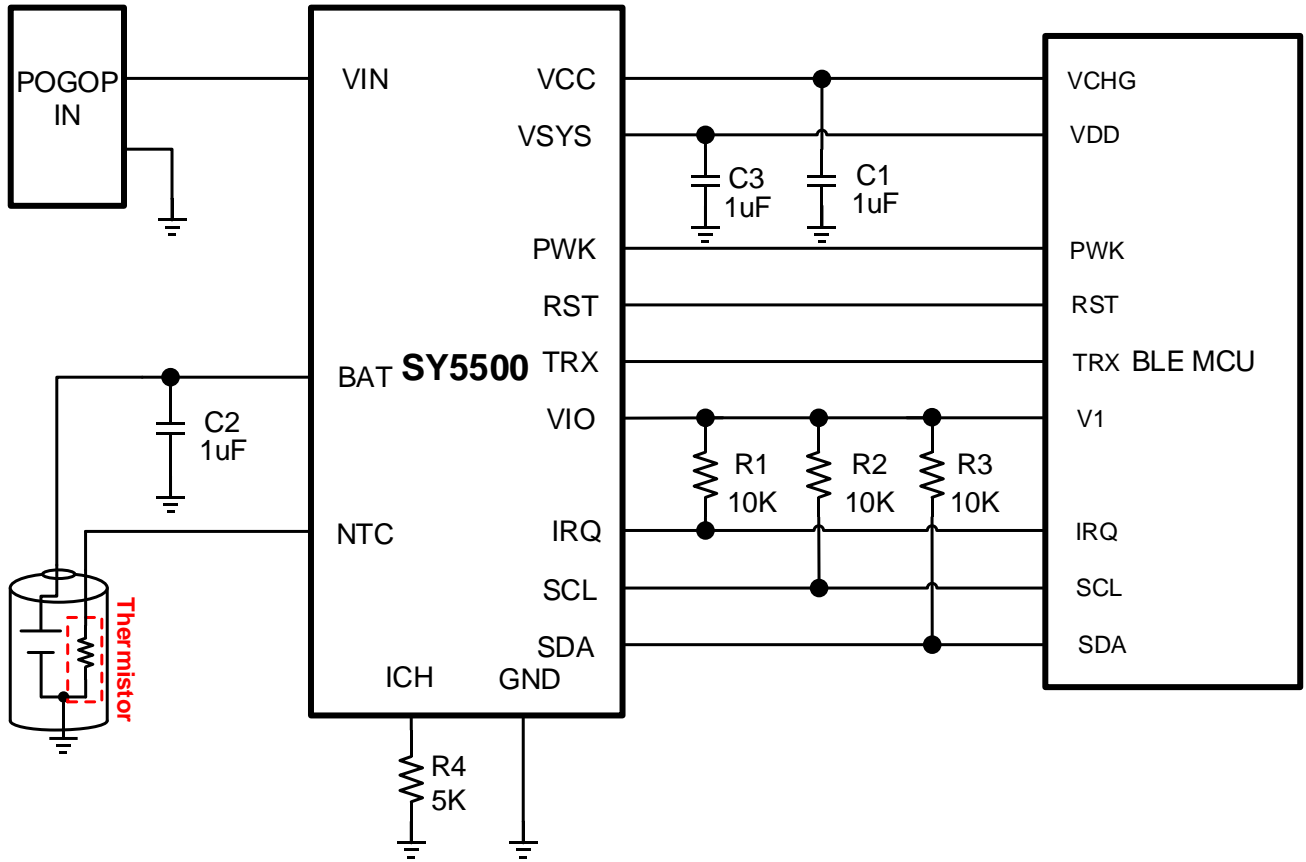 POGOP
IN
VIN
VCC
VSYS
PWK
RST
BAT
SY5500
TRX
VIO
NTC
IRQ
SCL
SDA
ICH
GND
C3
1uF
C1
1uF
C2
1uF
R1
10K
R2
10K
R3
10K
R4
5K
Thermistor
VCHG
VDD
PWK
RST
TRX
BLE MCU
V1
IRQ
SCL
SDA